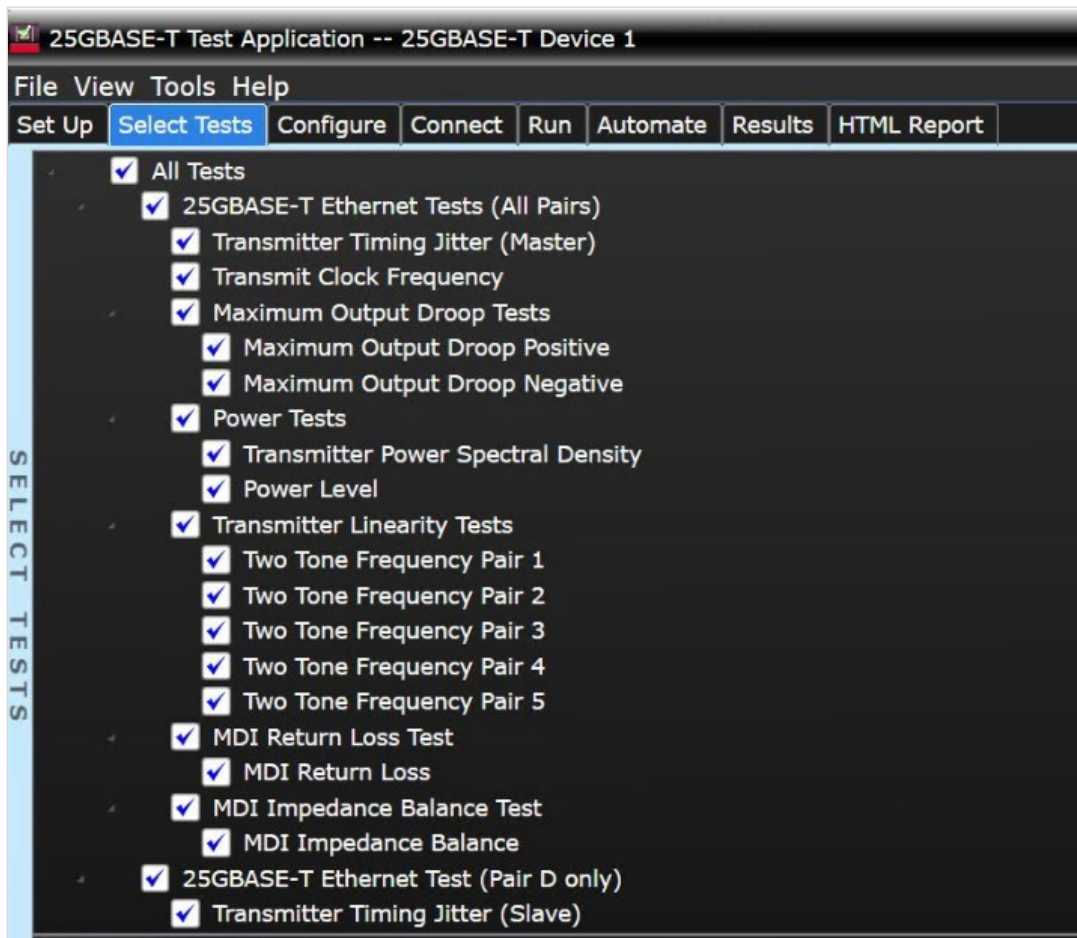 25GBASE-T Test Application -- 25GBASE-T Device 1
File View Tools Help
Set Up Select Tests Configure Connect Run Automate Results HTML Report
SELECT TESTS
All Tests
25GBASE-T Ethernet Tests (All Pairs)
Transmitter Timing Jitter (Master)
Transmit Clock Frequency
Maximum Output Droop Tests
Maximum Output Droop Positive
Maximum Output Droop Negative
Power Tests
Transmitter Power Spectral Density
Power Level
Transmitter Linearity Tests
Two Tone Frequency Pair 1
Two Tone Frequency Pair 2
Two Tone Frequency Pair 3
Two Tone Frequency Pair 4
Two Tone Frequency Pair 5
MDI Return Loss Test
MDI Return Loss
MDI Impedance Balance Test
MDI Impedance Balance
25GBASE-T Ethernet Test (Pair D only)
Transmitter Timing Jitter (Slave)